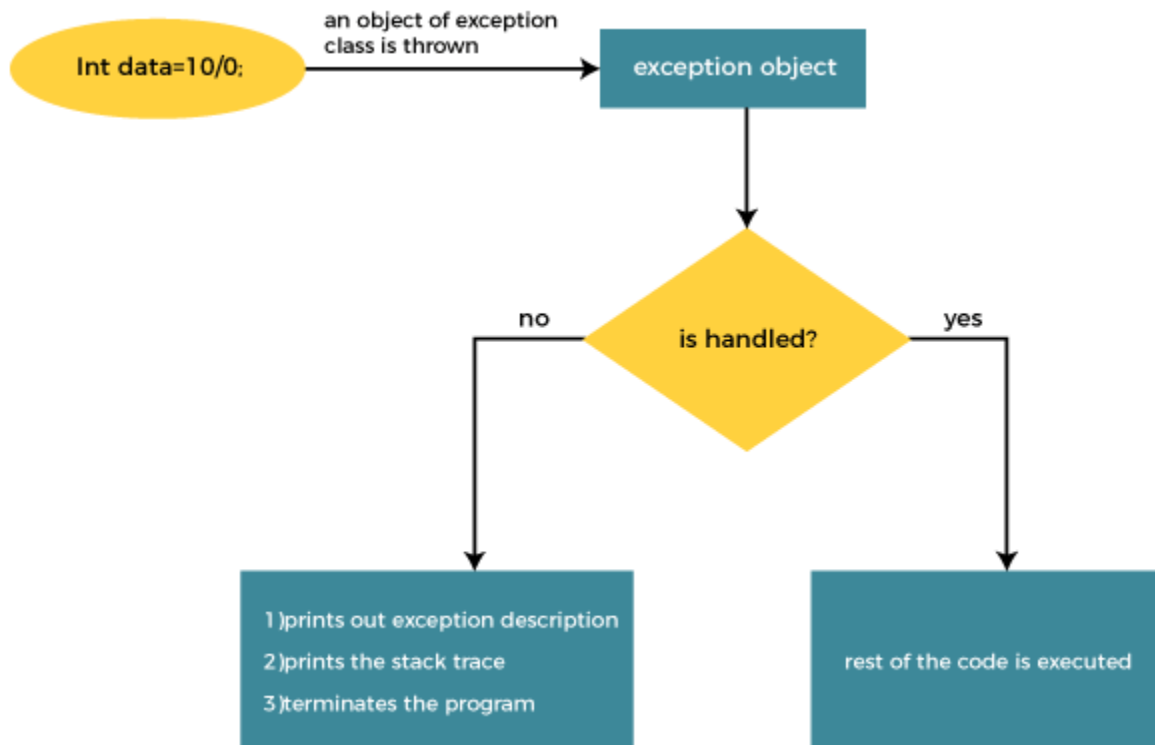 Int data=10/0;
an object of exception
class is thrown
exception object
is handled?
no
yes
1)prints out exception description
2)prints the stack trace
3)terminates the program
rest of the code is executed